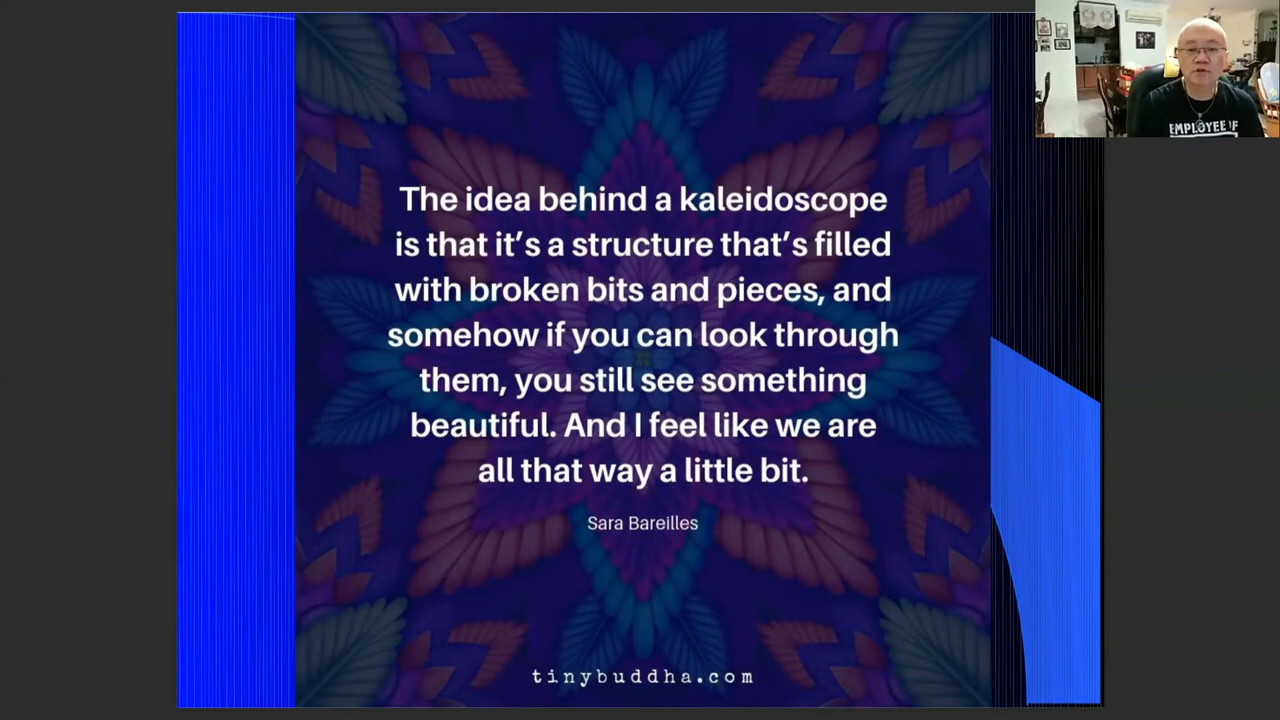 The idea behind a kaleidoscope
is that it’s a structure that’s filled
with broken bits and pieces, and
somehow if you can look through
them, you still see something
beautiful. And I feel like we are
all that way a little bit.
Sara Bareilles
tinybuddha.com
EMPLOYEE OF